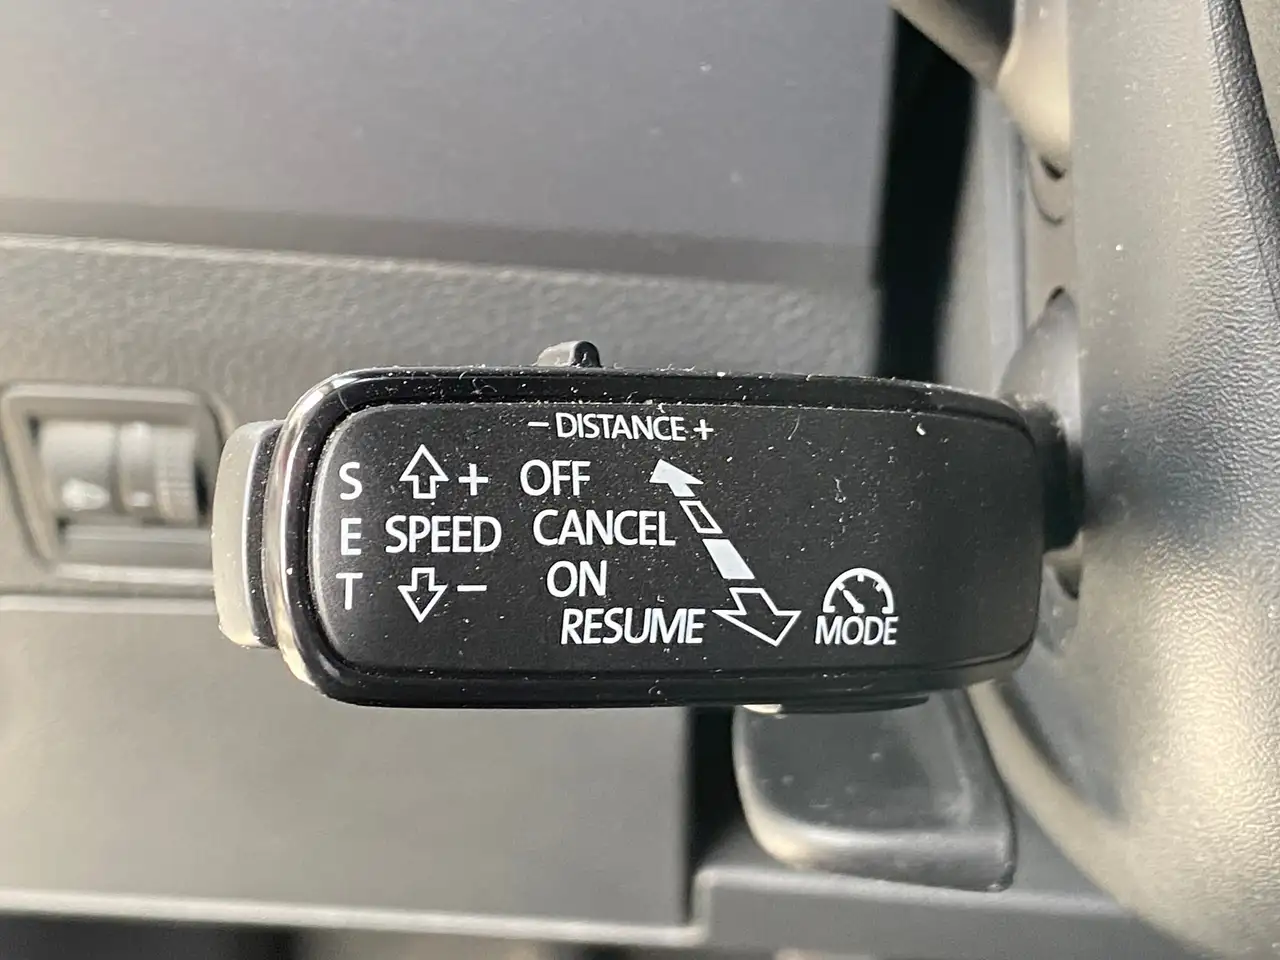 − DISTANCE +
S + OFF
E SPEED CANCEL
T − ON
RESUME MODE